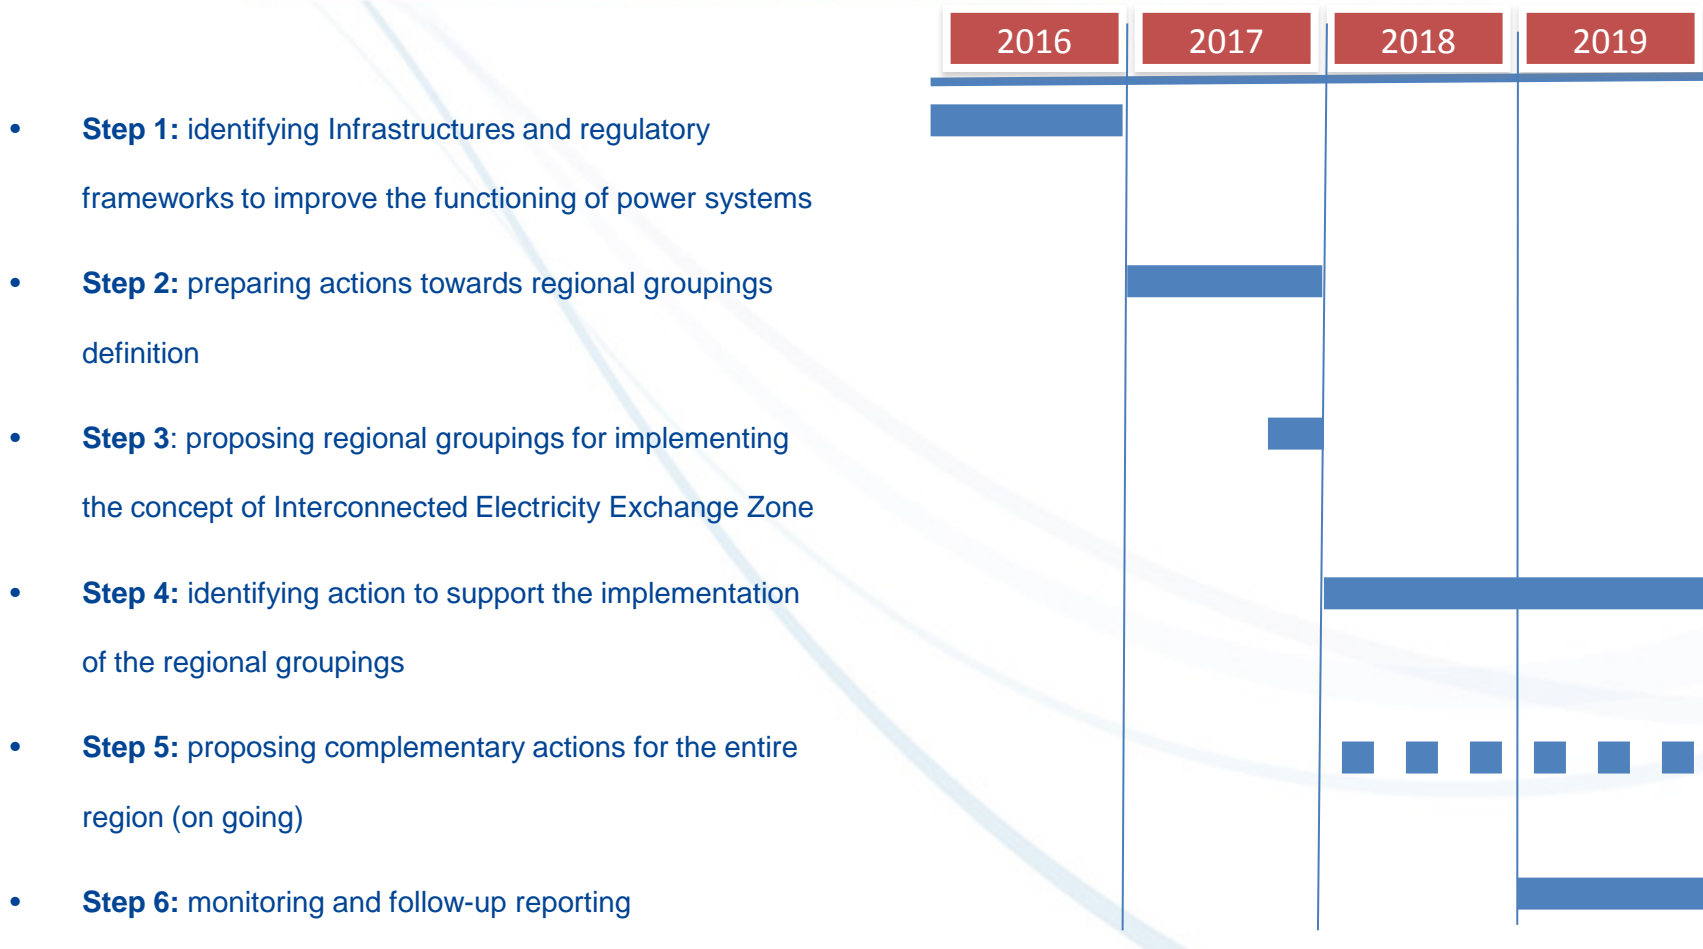 2016 2017 2018 2019
• Step 1: identifying Infrastructures and regulatory
frameworks to improve the functioning of power systems
• Step 2: preparing actions towards regional groupings
definition
• Step 3: proposing regional groupings for implementing
the concept of Interconnected Electricity Exchange Zone
• Step 4: identifying action to support the implementation
of the regional groupings
• Step 5: proposing complementary actions for the entire
region (on going)
• Step 6: monitoring and follow-up reporting